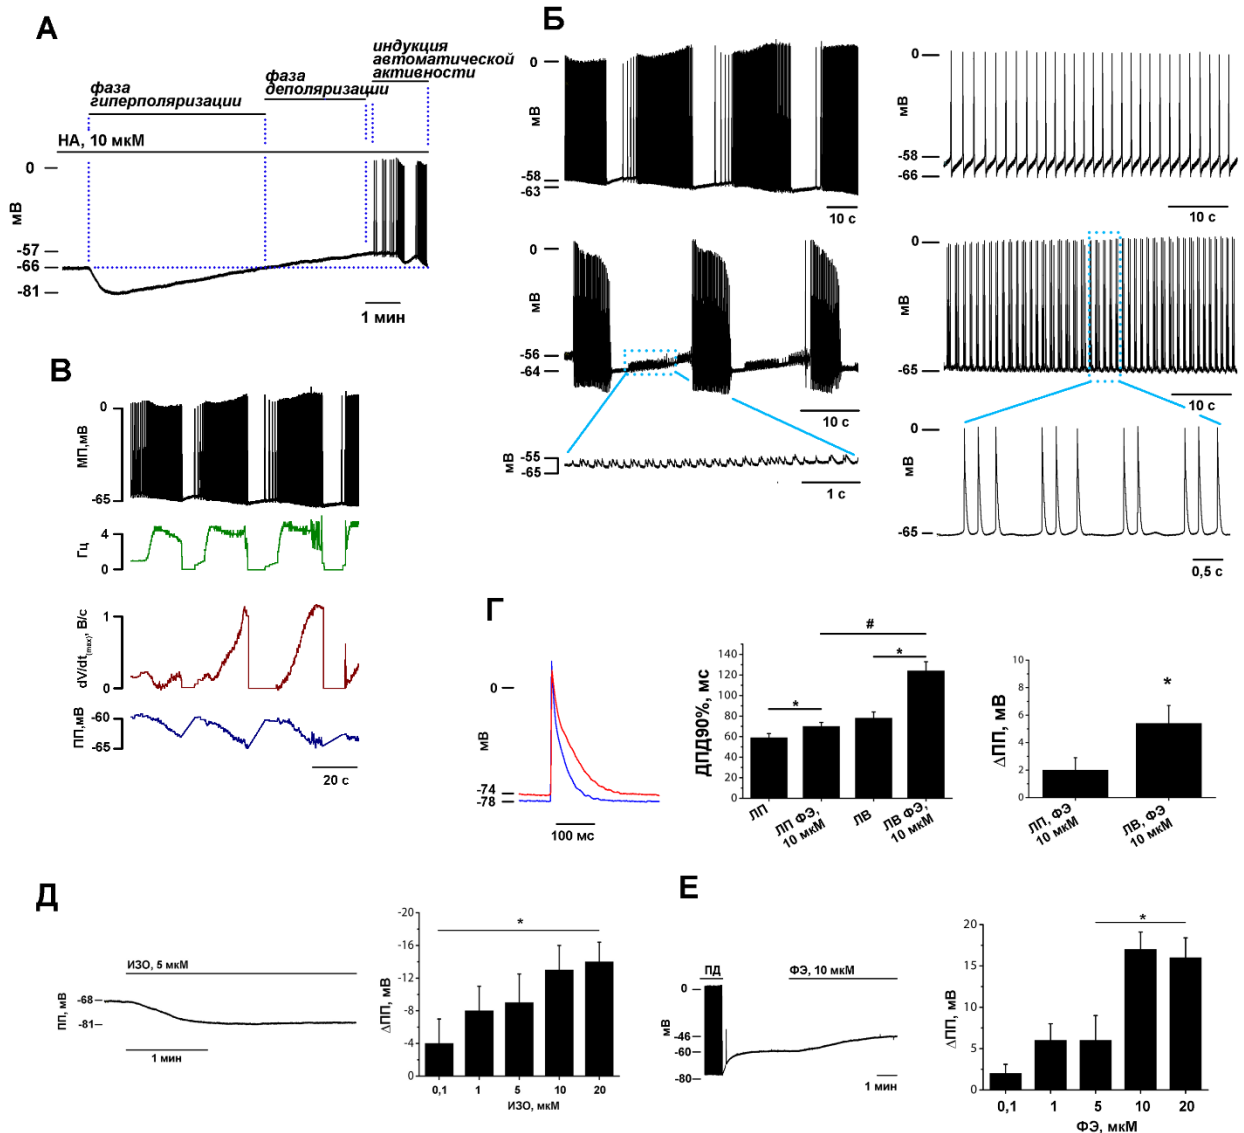 А
фаза
гиперполяризации
фаза
деполяризации
индукция
автоматической
активности
НА, 10 мкМ
0
мВ
-57
-66
-81
1 мин
Б
0
мВ
-58
-63
10 с
0
мВ
-58
-66
10 с
0
мВ
-56
-64
10 с
мВ
-55
-65
1 с
0
мВ
-65
10 с
0
мВ
-65
0,5 с
В
МП,мВ
0
-65
Гц
4
0
dV/dt(max), В/с
1
0
ПП,мВ
-60
-65
20 с
Г
0
мВ
-74
-78
100 мс
ДПД90%, мс
140
120
100
80
60
40
20
0
*
#
*
ЛП
ЛП ФЭ,
10 мкМ
ЛВ
ЛВ ФЭ,
10 мкМ
ΔПП, мВ
10
8
6
4
2
0
*
ЛП, ФЭ
10 мкМ
ЛВ, ФЭ
10 мкМ
Д
ИЗО, 5 мкМ
ПП, мВ
-68
-81
1 мин
ΔПП, мВ
-20
-16
-12
-8
-4
0
*
0,1 1 5 10 20
ИЗО, мкМ
Е
ПД
ФЭ, 10 мкМ
0
мВ
-46
-60
-80
1 мин
ΔПП, мВ
20
15
10
5
0
*
0,1 1 5 10 20
ФЭ, мкМ